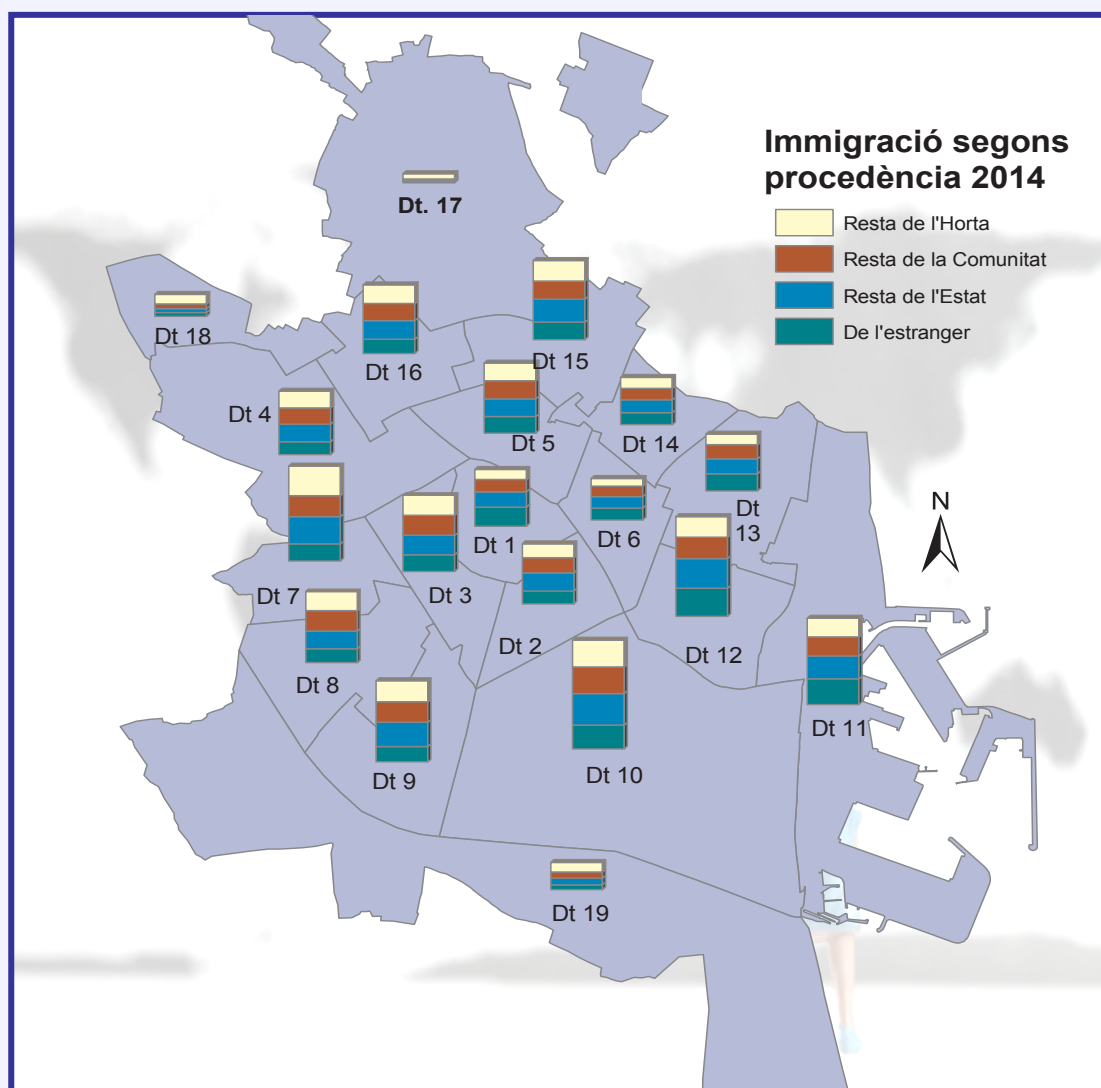 Immigració segons
procedència 2014
Resta de l'Horta
Resta de la Comunitat
Resta de l'Estat
De l'estranger
Dt. 17
Dt 18
Dt 16
Dt 15
Dt 4
Dt 5
Dt 14
Dt
13
Dt 1
Dt 6
N
Dt 7
Dt 3
Dt 2
Dt 12
Dt 8
Dt 11
Dt 9
Dt 10
Dt 19